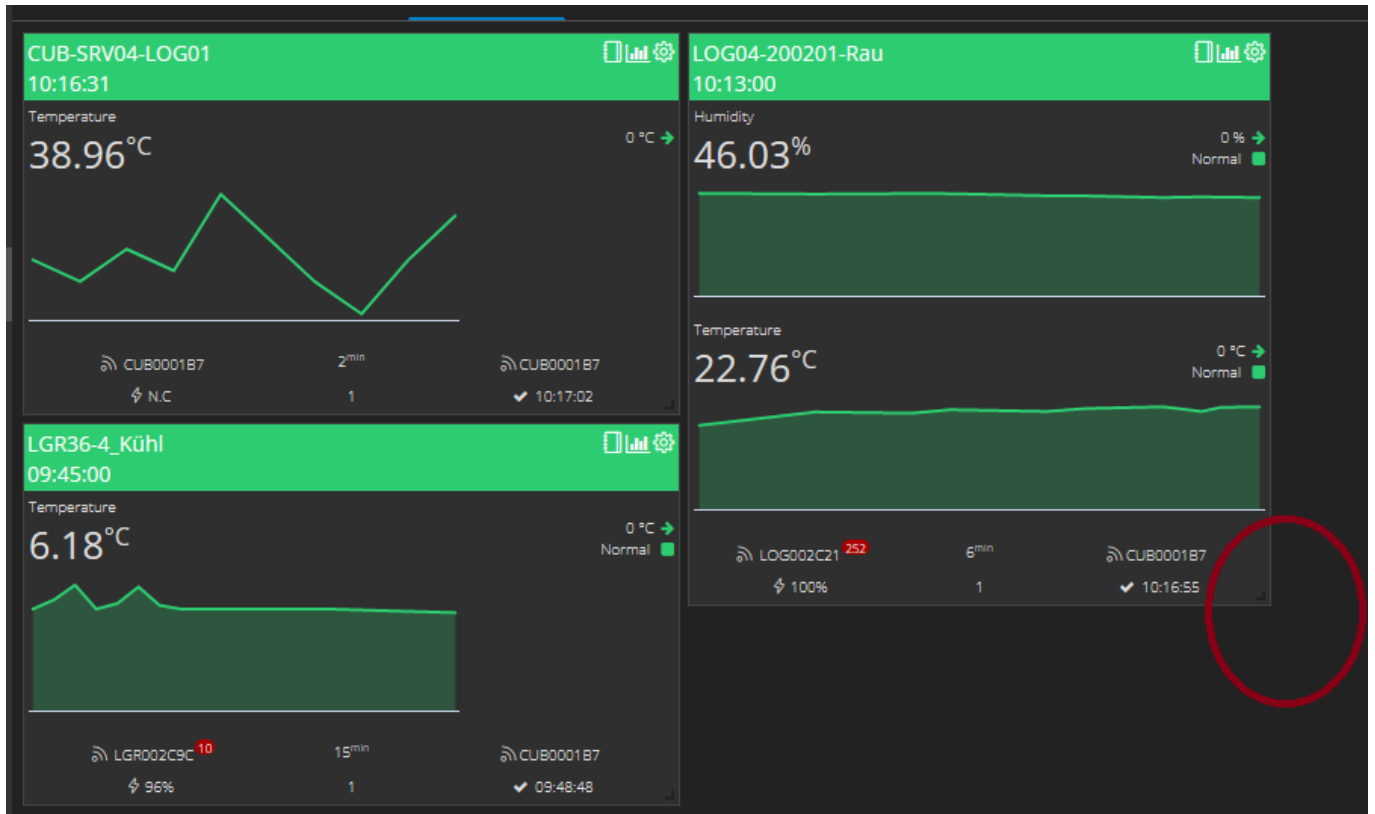 CUB-SRV04-LOG01
10:16:31
Temperature
38.96°C
0 °C
CUB0001B7 2min CUB0001B7
N.C 1 10:17:02
LGR36-4_Kühl
09:45:00
Temperature
6.18°C
0 °C
Normal
LGR002C9C 10 15min CUB0001B7
96% 1 09:48:48
LOG04-200201-Rau
10:13:00
Humidity
46.03%
0 %
Normal
Temperature
22.76°C
0 °C
Normal
LOG002C21 252 6min CUB0001B7
100% 1 10:16:55